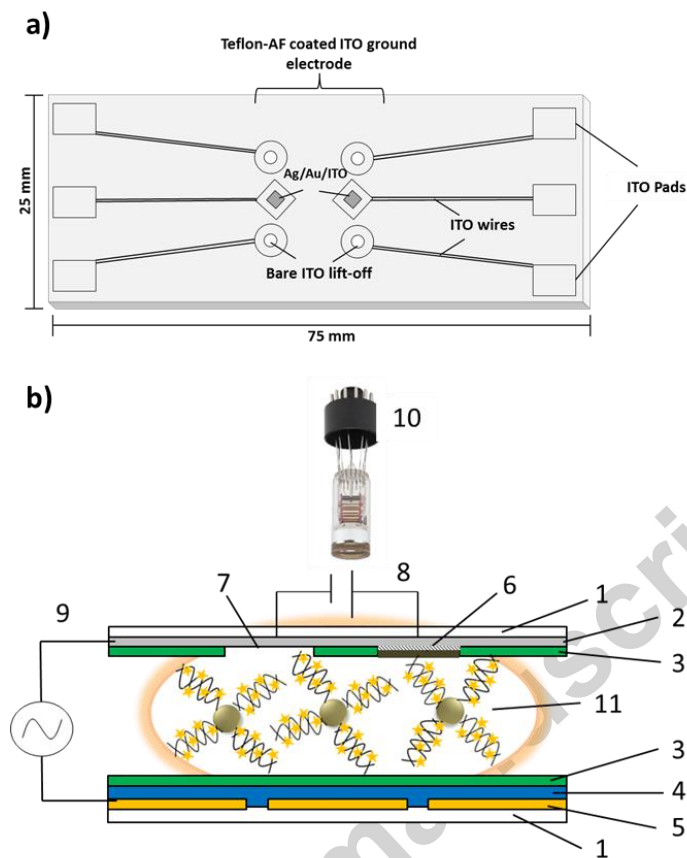 a)
Teflon-AF coated ITO ground
electrode
25 mm
Ag/Au/ITO
ITO Pads
ITO wires
Bare ITO lift-off
75 mm
b)
10
7
8
6
1
9
2
3
11
3
4
5
1